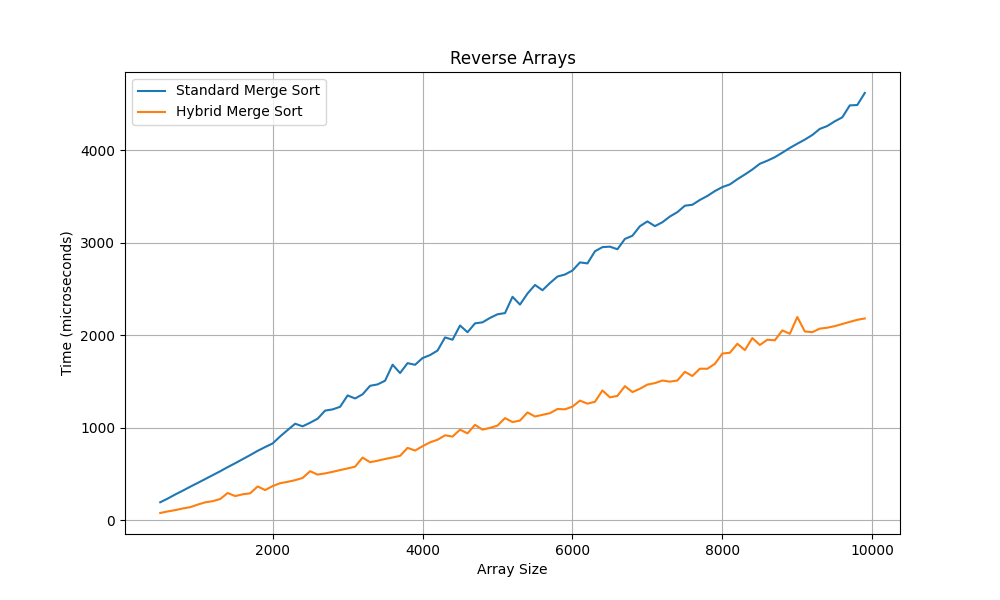 Reverse Arrays
Standard Merge Sort
Hybrid Merge Sort
Time (microseconds)
4000
3000
2000
1000
0
2000 4000 6000 8000 10000
Array Size